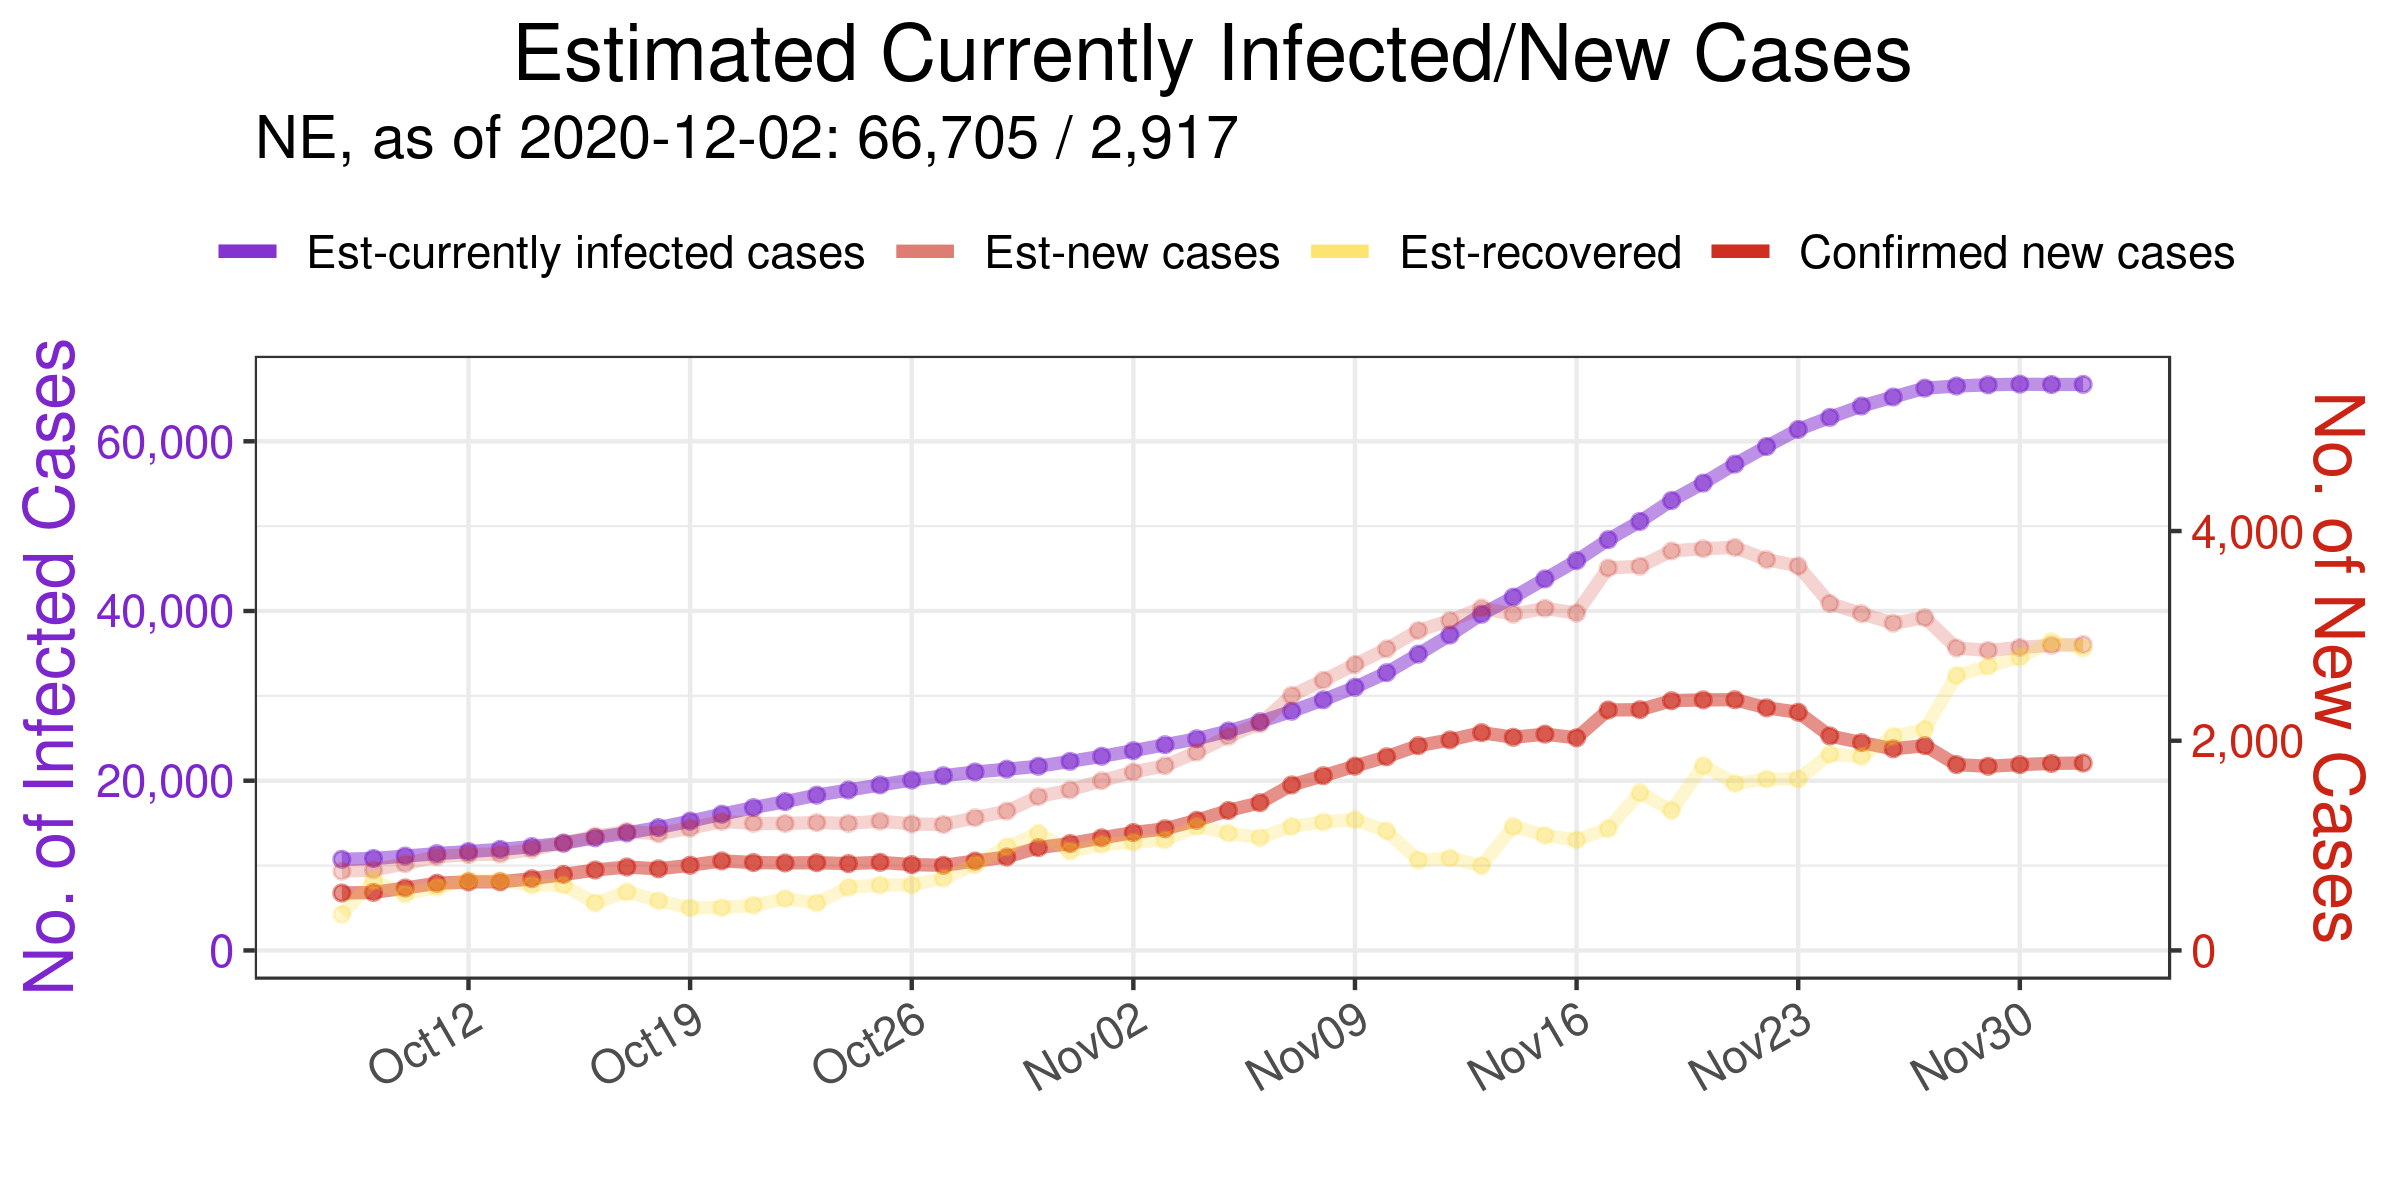 Estimated Currently Infected/New Cases
NE, as of 2020-12-02: 66,705 / 2,917
Est-currently infected cases Est-new cases Est-recovered Confirmed new cases
No. of Infected Cases
60,000
40,000
20,000
0
4,000
2,000
0
No. of New Cases
Oct12 Oct19 Oct26 Nov02 Nov09 Nov16 Nov23 Nov30